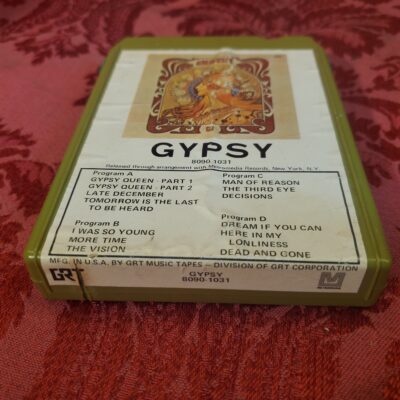 GYPSY
8090-1031
Released through arrangement with Metromedia Records, New York, N.Y.
Program A
GYPSY QUEEN - PART 1
GYPSY QUEEN - PART 2
LATE DECEMBER
TOMORROW IS THE LAST
TO BE HEARD
Program B
I WAS SO YOUNG
MORE TIME
THE VISION
Program C
MAN OF REASON
THE THIRD EYE
DECISIONS
Program D
DREAM IF YOU CAN
HERE IN MY
LONLINESS
DEAD AND GONE
MFG. IN U.S.A. BY GRT MUSIC TAPES - DIVISION OF GRT CORPORATION
GRT
GYPSY
8090-1031